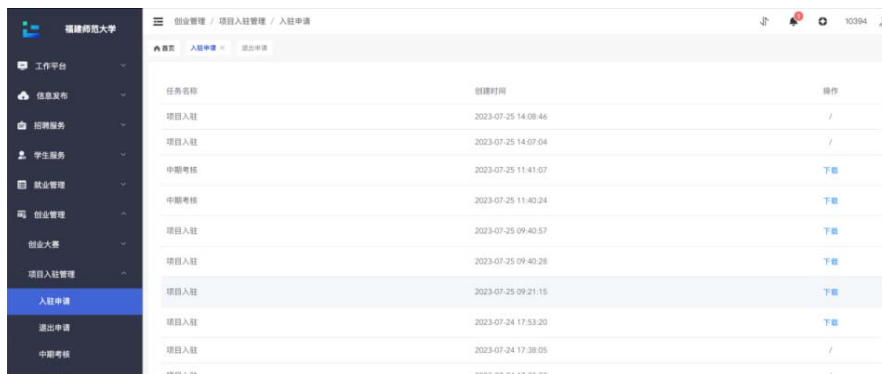 福建师范大学
创业管理 / 项目入驻管理 / 入驻申请
2
10394
首页 入驻申请 × 退出申请
工作平台
信息发布
招聘服务
学生服务
就业管理
创业管理
创业大赛
项目入驻管理
入驻申请
退出申请
中期考核
任务名称 创建时间 操作
项目入驻 2023-07-25 14:08:46 /
项目入驻 2023-07-25 14:07:04 /
中期考核 2023-07-25 11:41:07 下载
中期考核 2023-07-25 11:40:24 下载
项目入驻 2023-07-25 09:40:57 下载
项目入驻 2023-07-25 09:40:28 下载
项目入驻 2023-07-25 09:21:15 下载
项目入驻 2023-07-24 17:53:20 下载
项目入驻 2023-07-24 17:38:05 /